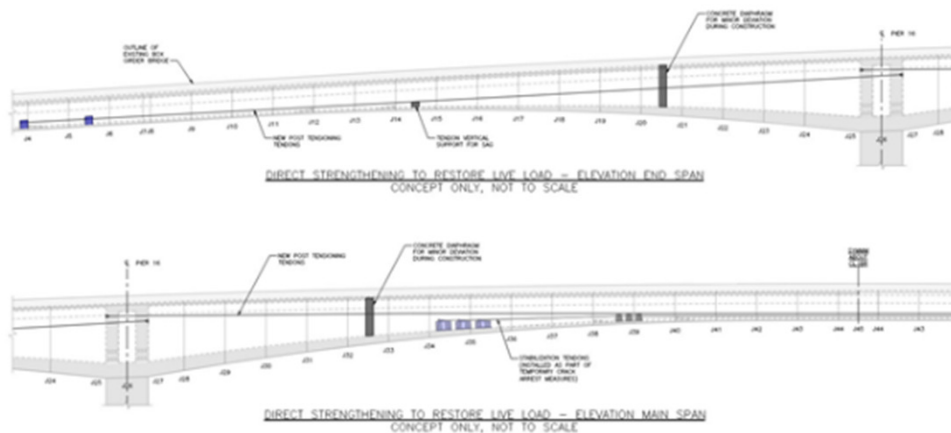 CONCRETE DIAPHRAGM
FOR MINOR DEVIATION
DURING CONSTRUCTION
℄ PIER 16
OUTLINE OF
EXISTING BOX
GIRDER BRIDGE
J4 J5 J6 J9 J10 J11 J12 J13 J14 J15 J16 J17 J18 J19 J20 J21 J22 J23 J24 J25 J26 J27 J28
NEW POST TENSIONING
TENDONS
TENDON VERTICAL
SUPPORT FOR SAG
DIRECT STRENGTHENING TO RESTORE LIVE LOAD – ELEVATION END SPAN
CONCEPT ONLY, NOT TO SCALE
℄ PIER 16
NEW POST TENSIONING
TENDONS
CONCRETE DIAPHRAGM
FOR MINOR DEVIATION
DURING CONSTRUCTION
J24 J25 J26 J27 J28 J29 J30 J31 J32 J33 J34 J35 J36 J37 J38 J39 J40 J41 J42 J43 J44 J45 J44 J43
STABILIZATION TENDONS
(INSTALLED AS PART OF
TEMPORARY CRACK
ARREST MEASURES)
DIRECT STRENGTHENING TO RESTORE LIVE LOAD – ELEVATION MAIN SPAN
CONCEPT ONLY, NOT TO SCALE